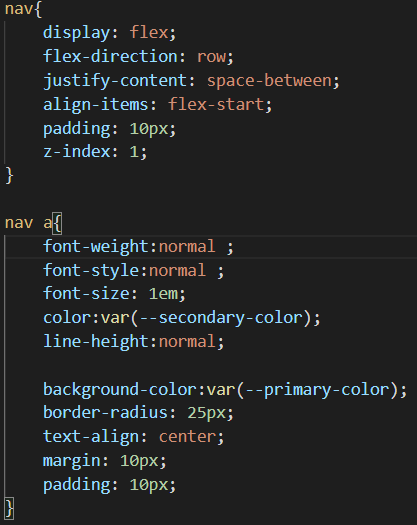 nav{
    display: flex;
    flex-direction: row;
    justify-content: space-between;
    align-items: flex-start;
    padding: 10px;
    z-index: 1;
}

nav a{
    font-weight:normal ;
    font-style:normal ;
    font-size: 1em;
    color:var(--secondary-color);
    line-height:normal;

    background-color:var(--primary-color);
    border-radius: 25px;
    text-align: center;
    margin: 10px;
    padding: 10px;
}